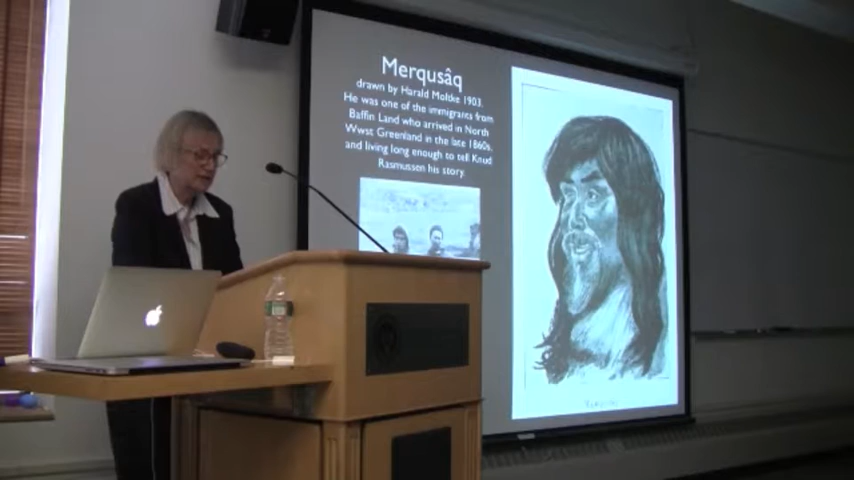 Merqusâq
drawn by Harald Moltke 1903.
He was one of the immigrants from
Baffin Land who arrived in North
Wwst Greenland in the late 1860s,
and living long enough to tell Knud
Rasmussen his story.